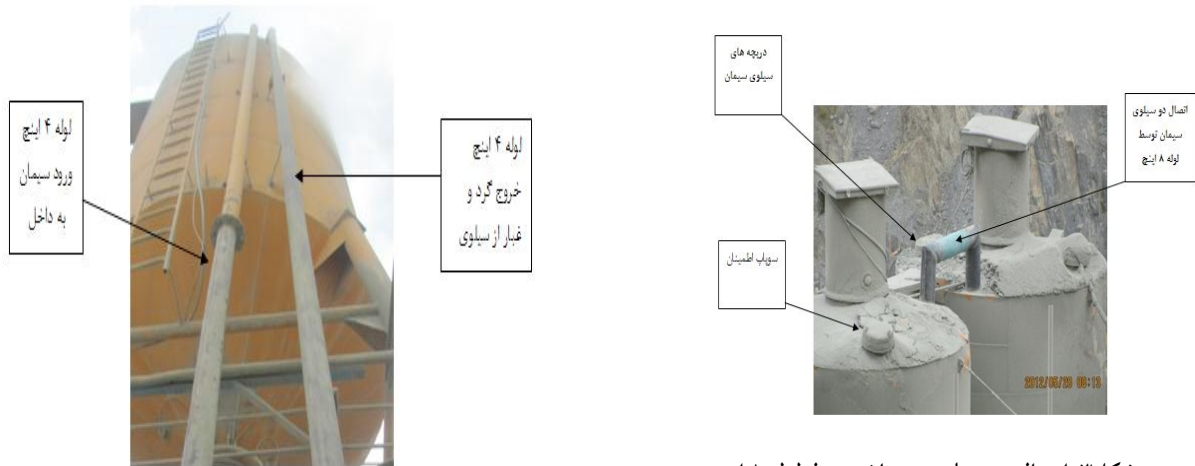 لوله ۴ اینچ
ورود سیمان
به داخل
لوله ۴ اینچ
خروج گرد و
غبار از سیلوی
دریچه های
سیلوی سیمان
سوپاپ اطمینان
اتصال دو سیلوی
سیمان توسط
لوله ۸ اینچ
2012/05/20 08:13